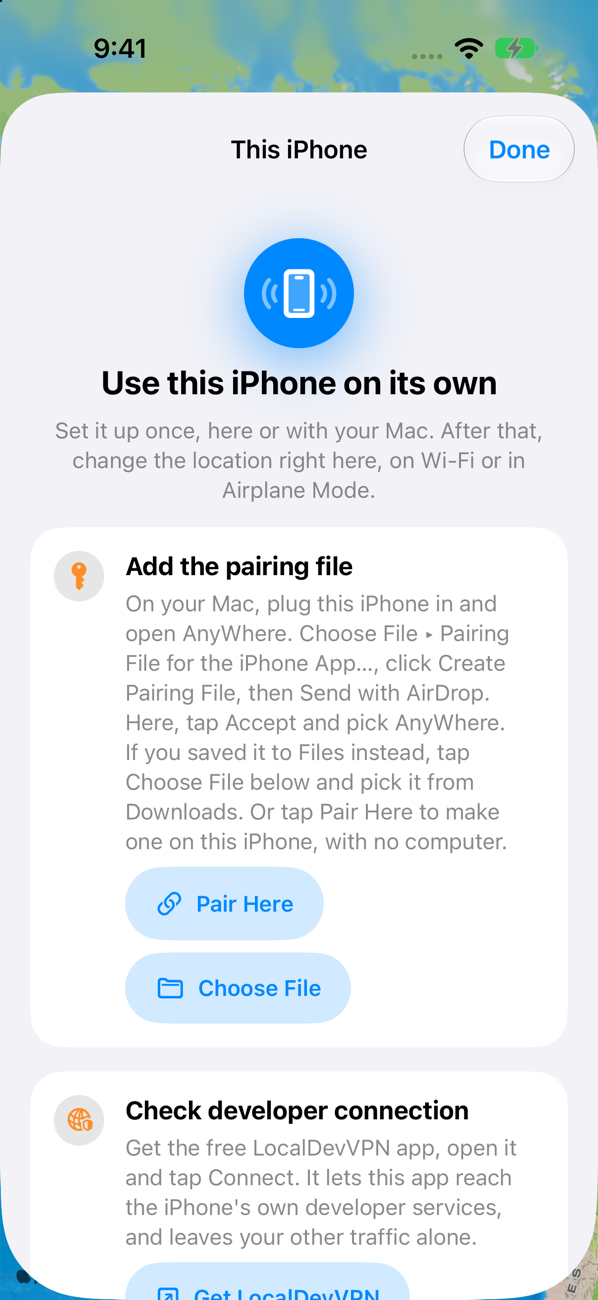 9:41
This iPhone
Done
Use this iPhone on its own
Set it up once, here or with your Mac. After that,
change the location right here, on Wi-Fi or in
Airplane Mode.
Add the pairing file
On your Mac, plug this iPhone in and
open AnyWhere. Choose File ▸ Pairing
File for the iPhone App..., click Create
Pairing File, then Send with AirDrop.
Here, tap Accept and pick AnyWhere.
If you saved it to Files instead, tap
Choose File below and pick it from
Downloads. Or tap Pair Here to make
one on this iPhone, with no computer.
Pair Here
Choose File
Check developer connection
Get the free LocalDevVPN app, open it
and tap Connect. It lets this app reach
the iPhone's own developer services,
and leaves your other traffic alone.
Get LocalDevVPN